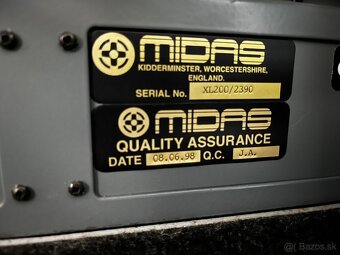 MIDAS
KIDDERMINSTER, WORCESTERSHIRE,
ENGLAND.
SERIAL No. XL200/2390
MIDAS
QUALITY ASSURANCE
DATE 08.06.98 Q.C. J.A.
© Bazos.sk